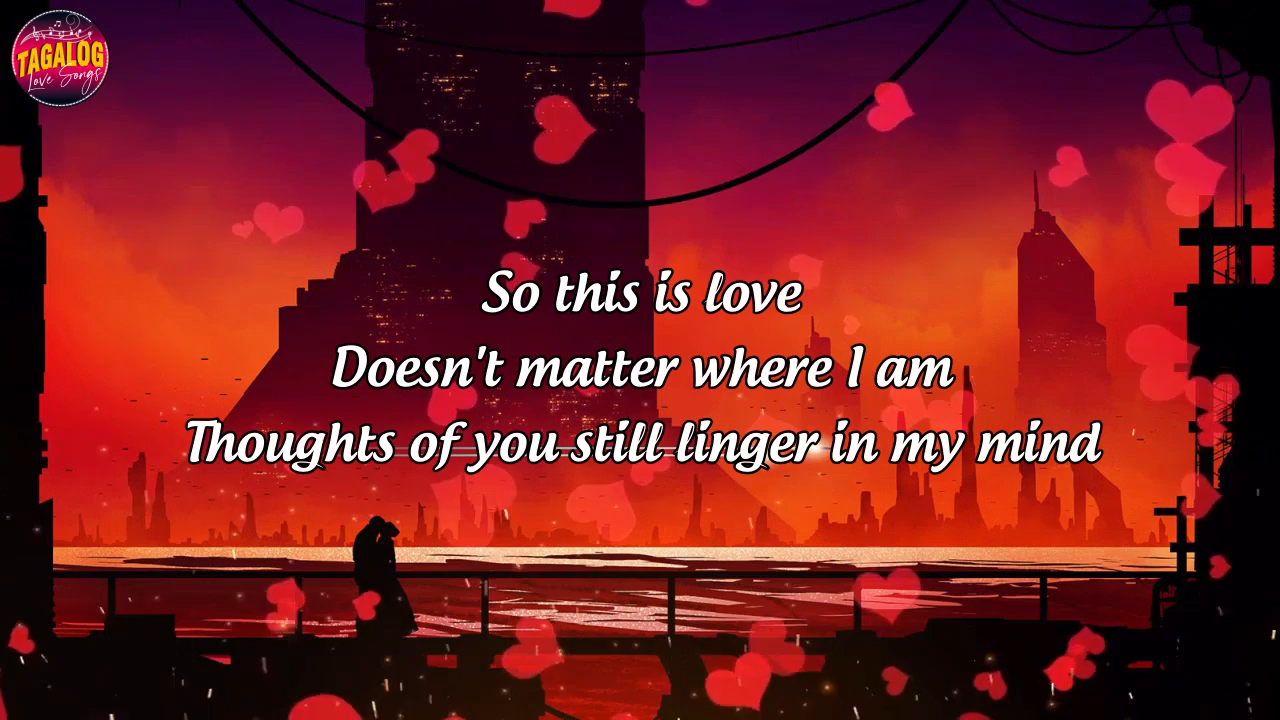 TAGALOG
Love Songs
So this is love
Doesn't matter where I am
Thoughts of you still linger in my mind